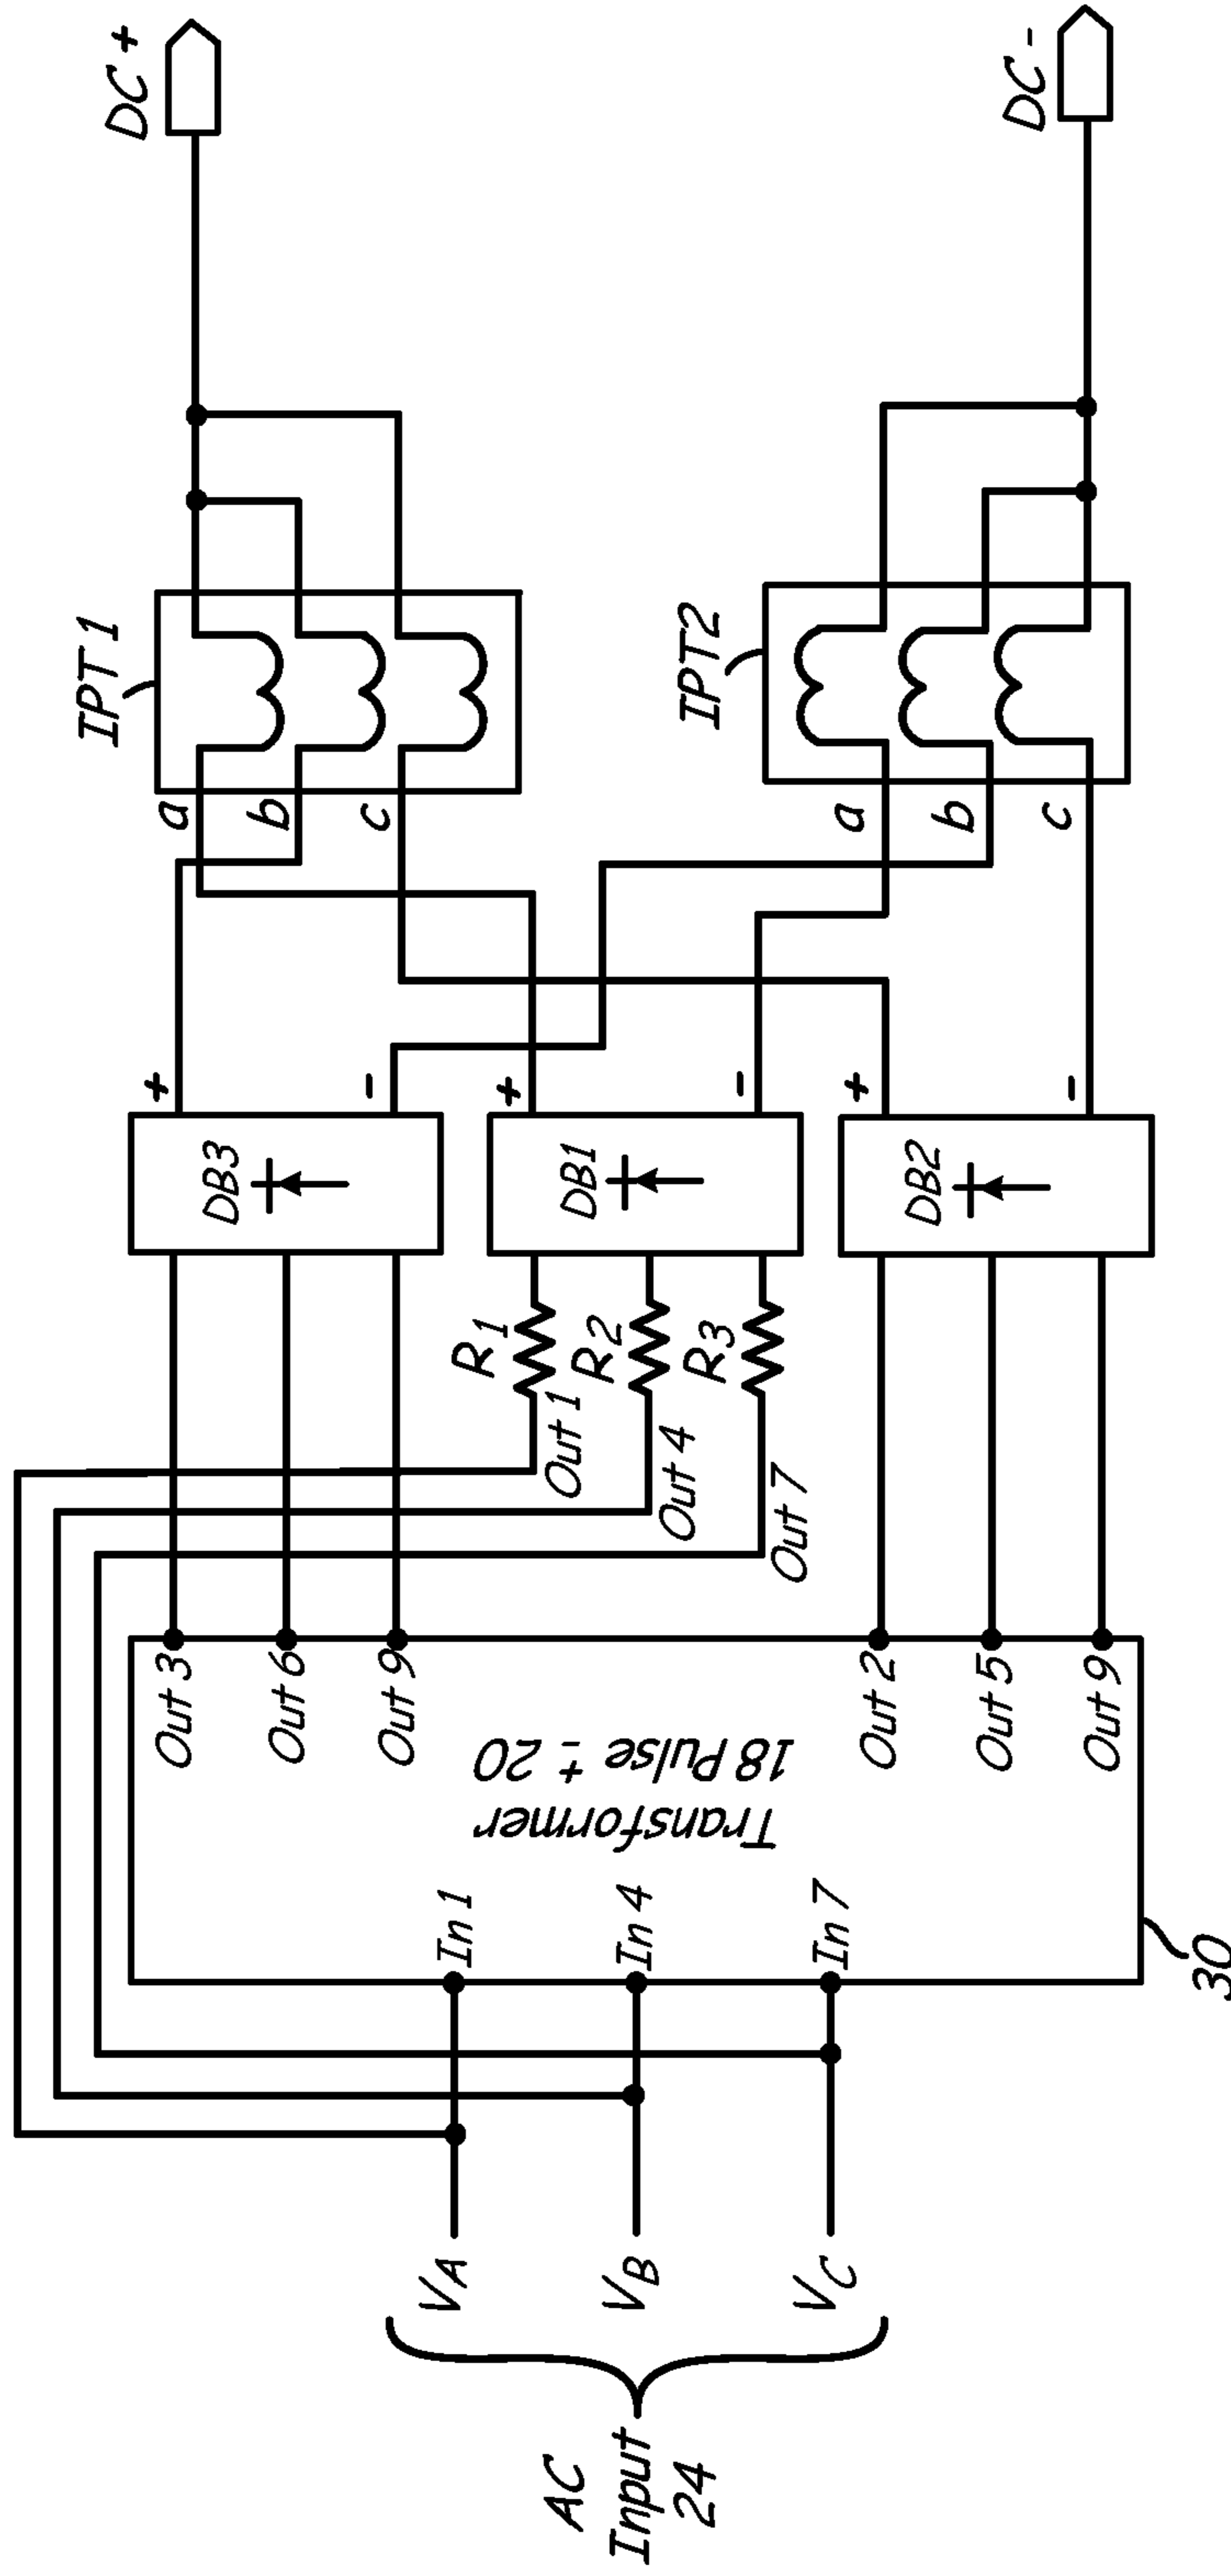 AC
Input
24
VA
VB
VC
In 1
In 4
In 7
30
Transformer
18 Pulse ± 20
Out 3
Out 6
Out 9
Out 2
Out 5
Out 9
Out 1
Out 4
Out 7
R1
R2
R3
DB3
+
-
DB1
+
-
DB2
+
-
IPT 1
a
b
c
IPT2
a
b
c
DC +
DC -